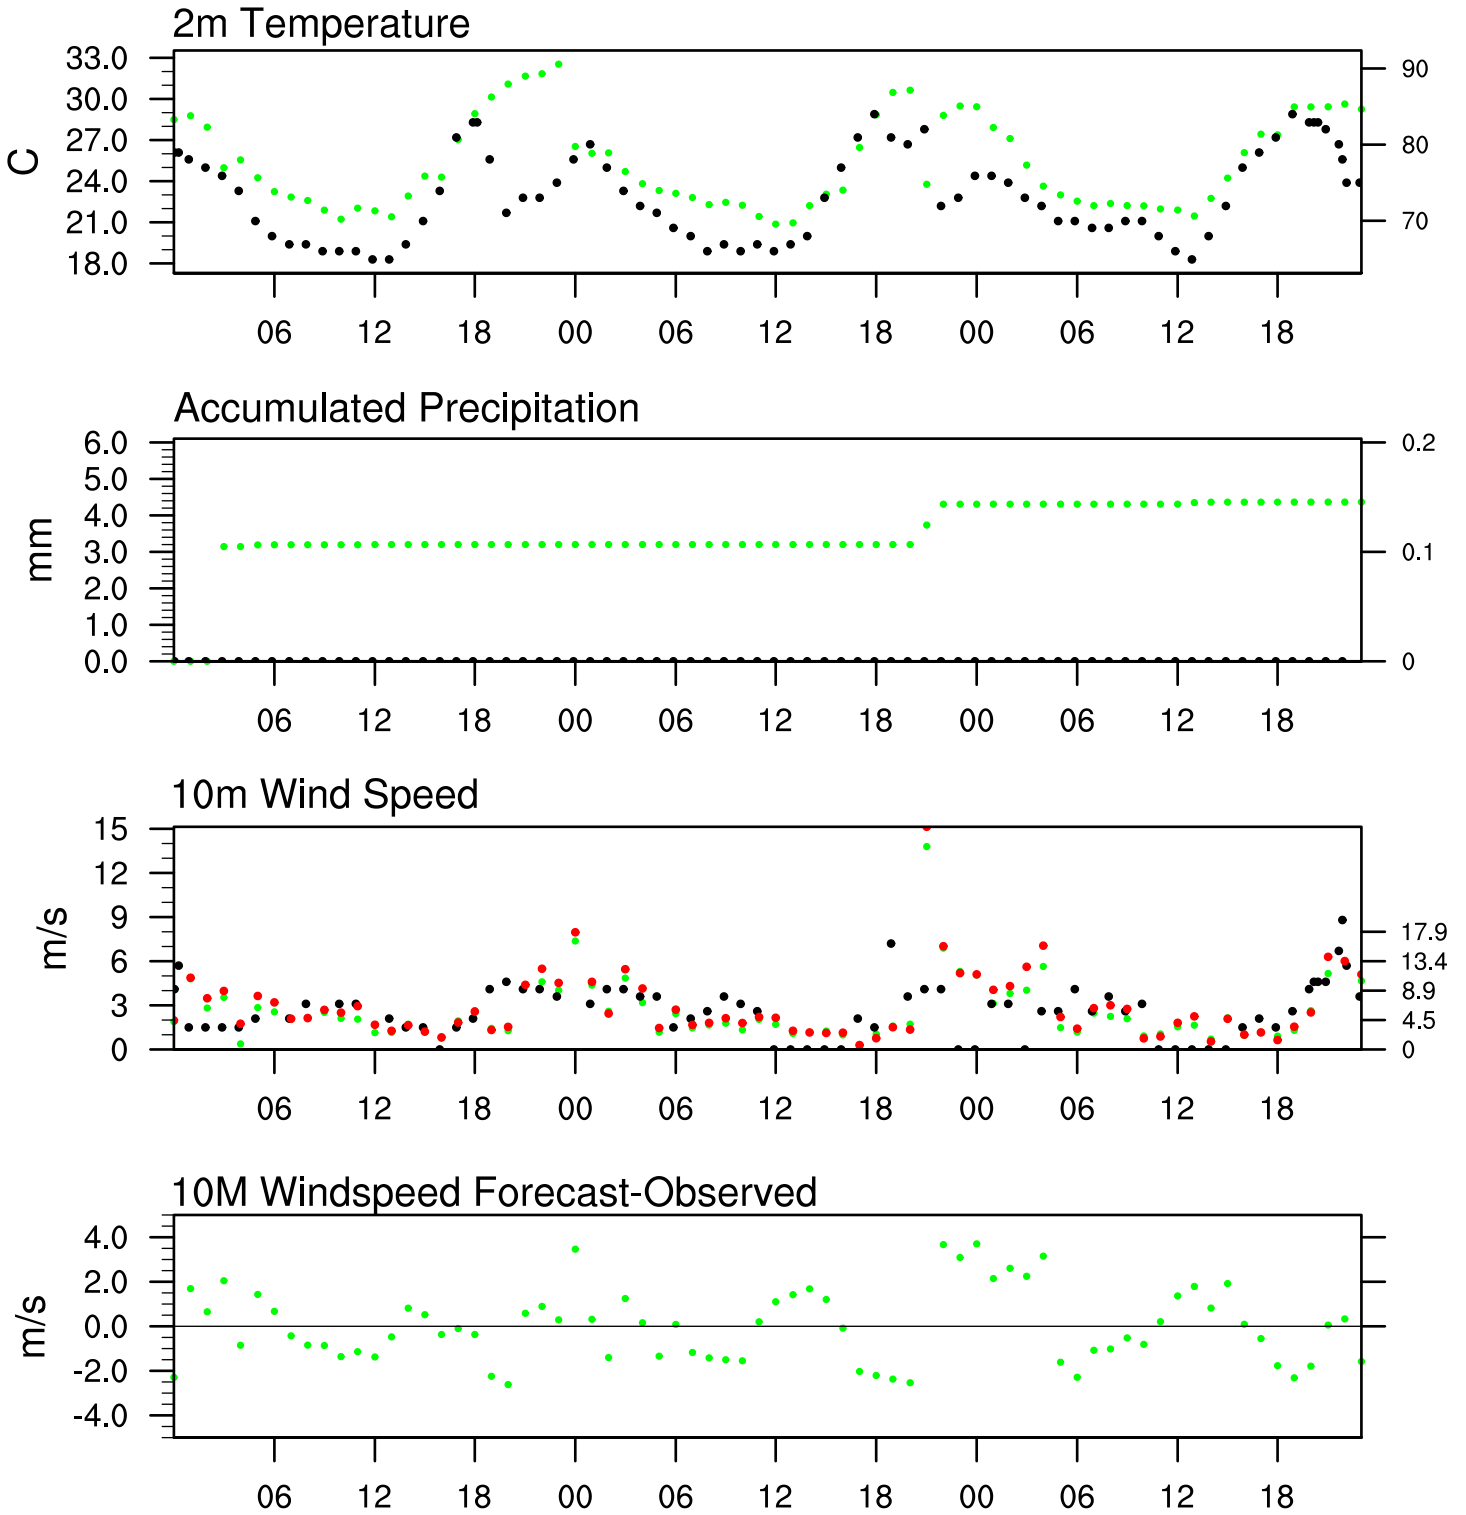 2m Temperature
33.0
30.0
27.0
24.0
21.0
18.0
C
90
80
70
06 12 18 00 06 12 18 00 06 12 18
Accumulated Precipitation
6.0
5.0
4.0
3.0
2.0
1.0
0.0
mm
0.2
0.1
0
06 12 18 00 06 12 18 00 06 12 18
10m Wind Speed
15
12
9
6
3
0
m/s
17.9
13.4
8.9
4.5
0
06 12 18 00 06 12 18 00 06 12 18
10M Windspeed Forecast-Observed
4.0
2.0
0.0
-2.0
-4.0
m/s
06 12 18 00 06 12 18 00 06 12 18